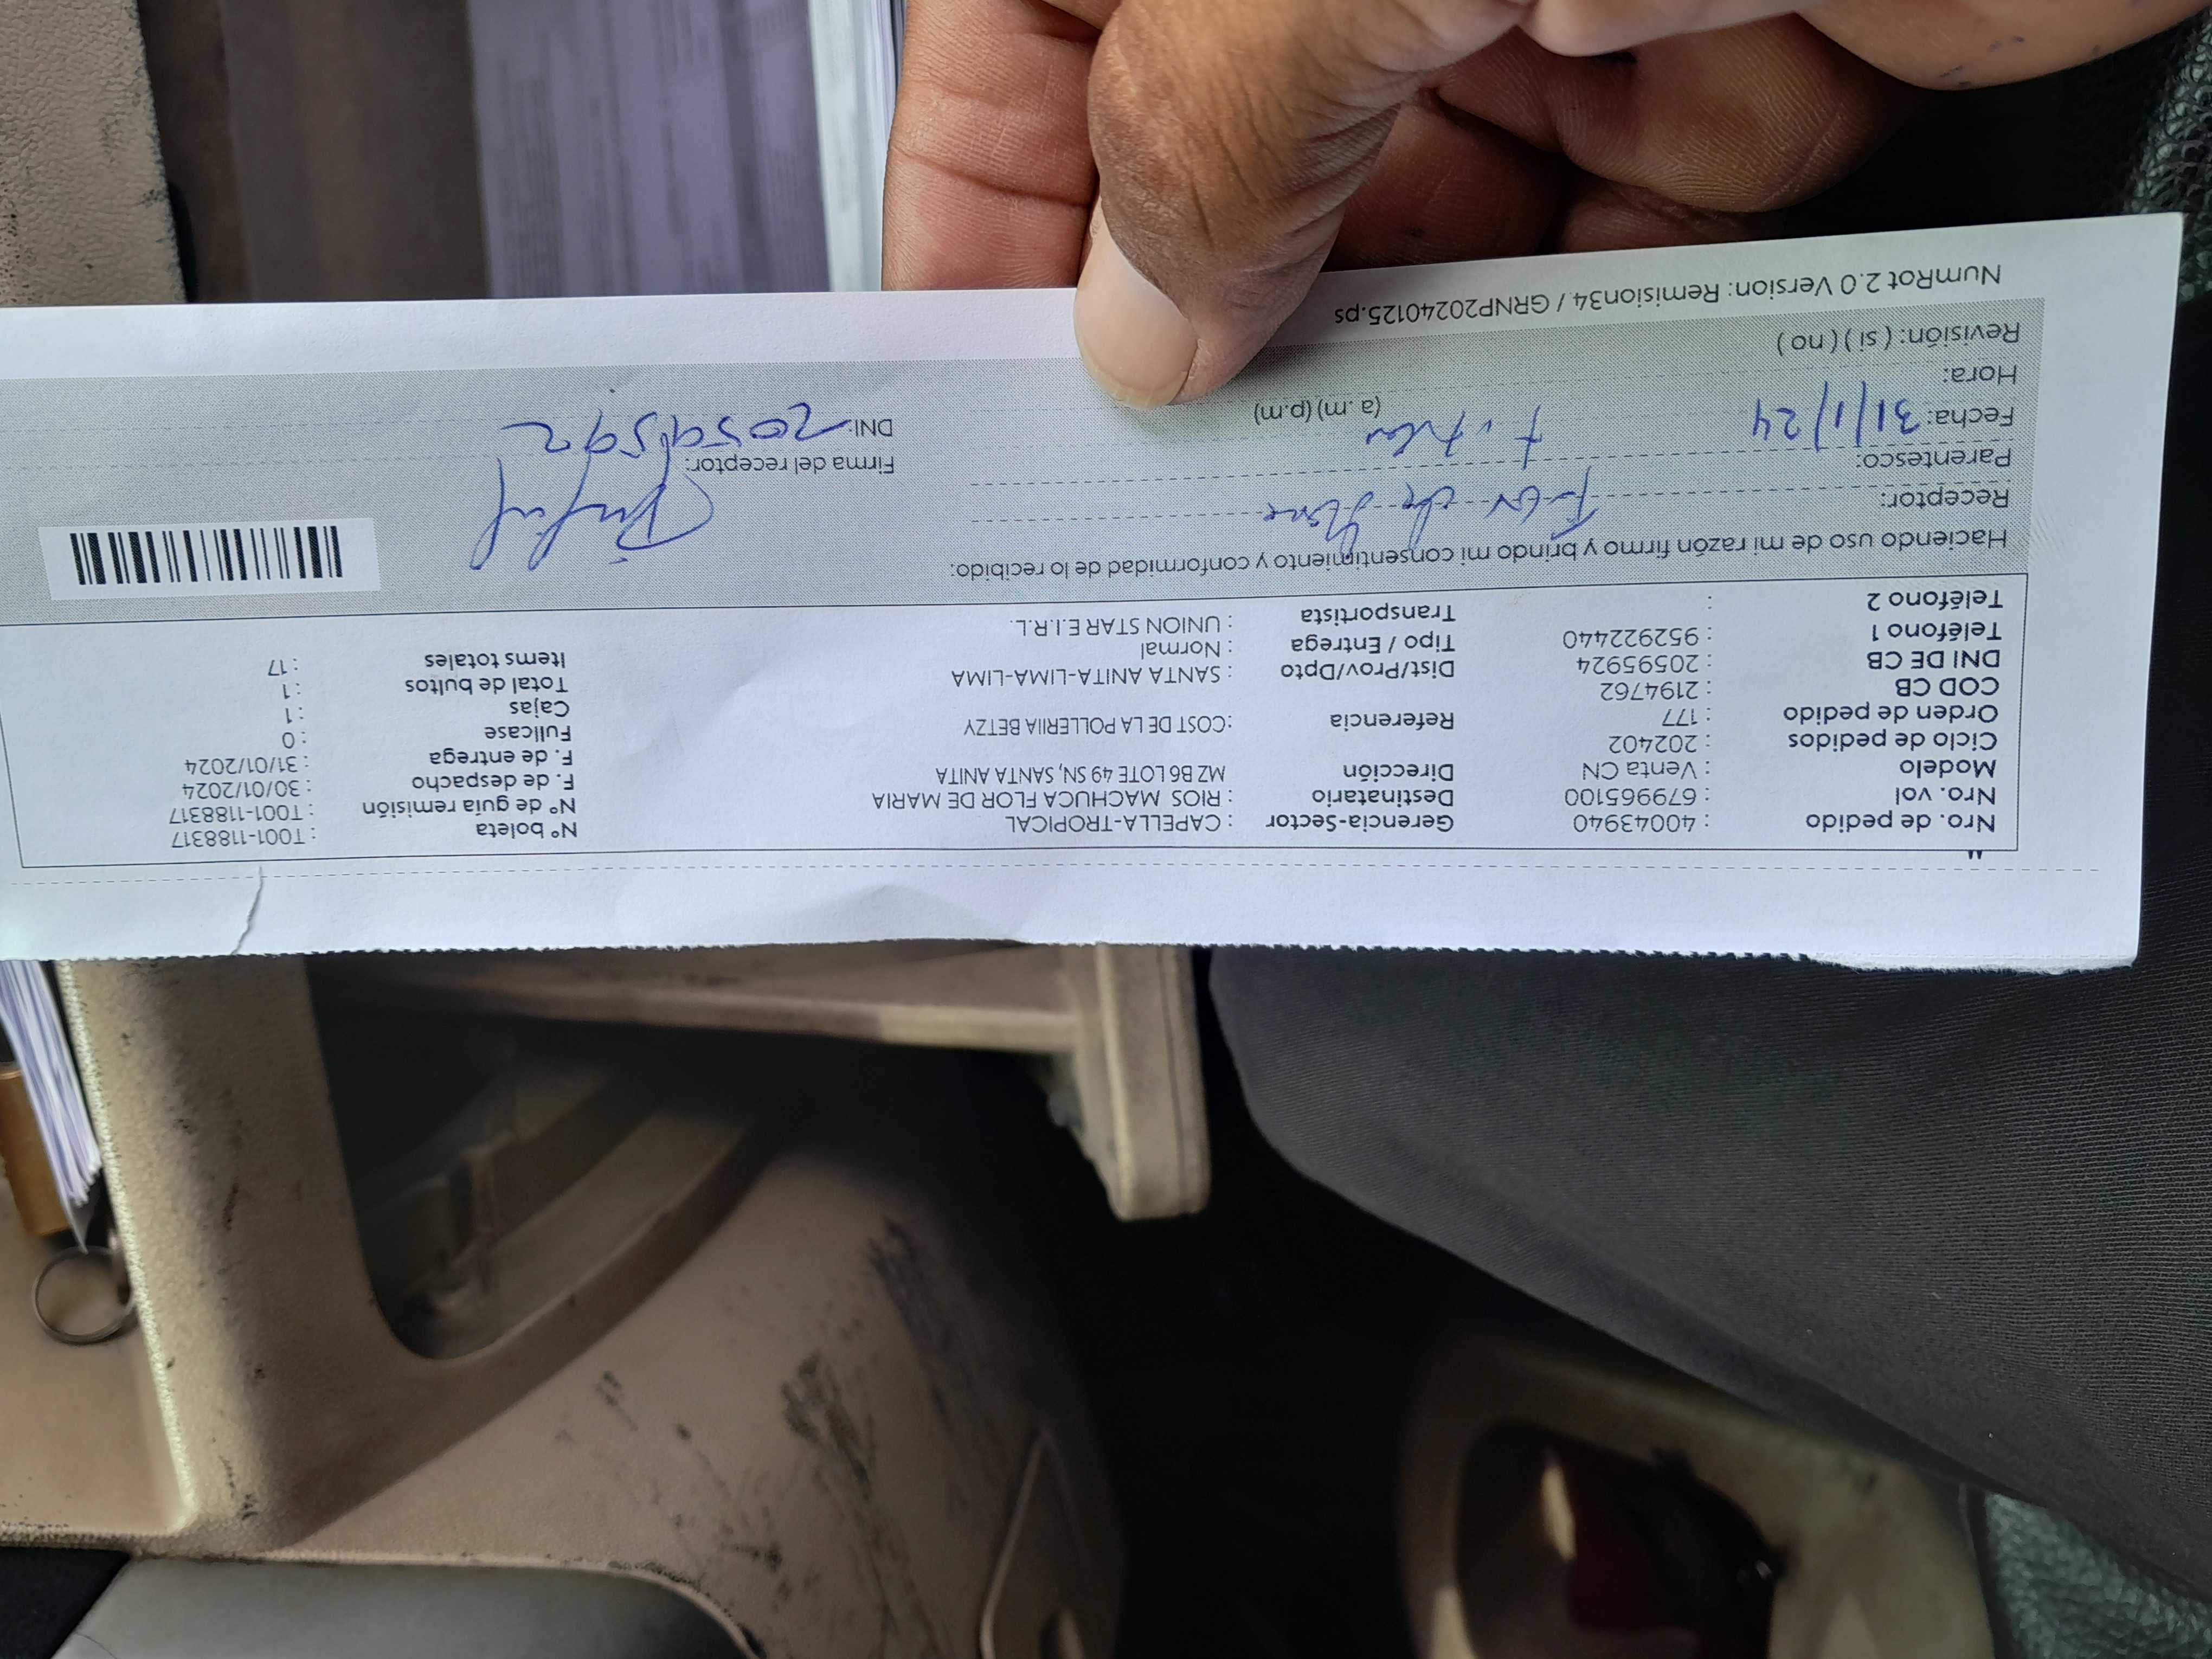 Nro. de pedido : 40043940 Gerencia-Sector : CAPELLA-TROPICAL Nº boleta : T001-1188317
Nro. vol : 679965100 Destinatario : RIOS MACHUCA FLOR DE MARIA Nº de guía remisión : T001-1188317
Modelo : Venta CN Dirección MZ B6 LOTE 49 SN, SANTA ANITA F. de despacho : 30/01/2024
Ciclo de pedidos : 202402 F. de entrega : 31/01/2024
Orden de pedido : 177 Referencia : COST DE LA POLLERIIA BETZY Fullcase : 0
COD CB : 2194762 Cajas : 1
DNI DE CB : 20595924 Dist/Prov/Dpto : SANTA ANITA-LIMA-LIMA Total de bultos : 1
Teléfono 1 : 952922440 Tipo / Entrega : Normal Items totales : 17
Teléfono 2 : Transportista : UNION STAR E.I.R.L.
Haciendo uso de mi razón firmo y brindo mi consentimiento y conformidad de lo recibido:
Receptor: Flor de
Parentesco: Firma del receptor:
Fecha: 31/1/24 DNI:
Hora: (a.m) (p.m)
Revisión: ( si ) ( no )
NumRot 2.0 Version: Remision34 / GRNP20240125.ps